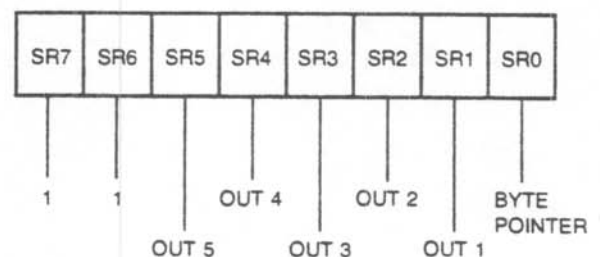 SR7 SR6 SR5 SR4 SR3 SR2 SR1 SR0
1 1 OUT 4 OUT 2 BYTE
POINTER
OUT 5 OUT 3 OUT 1